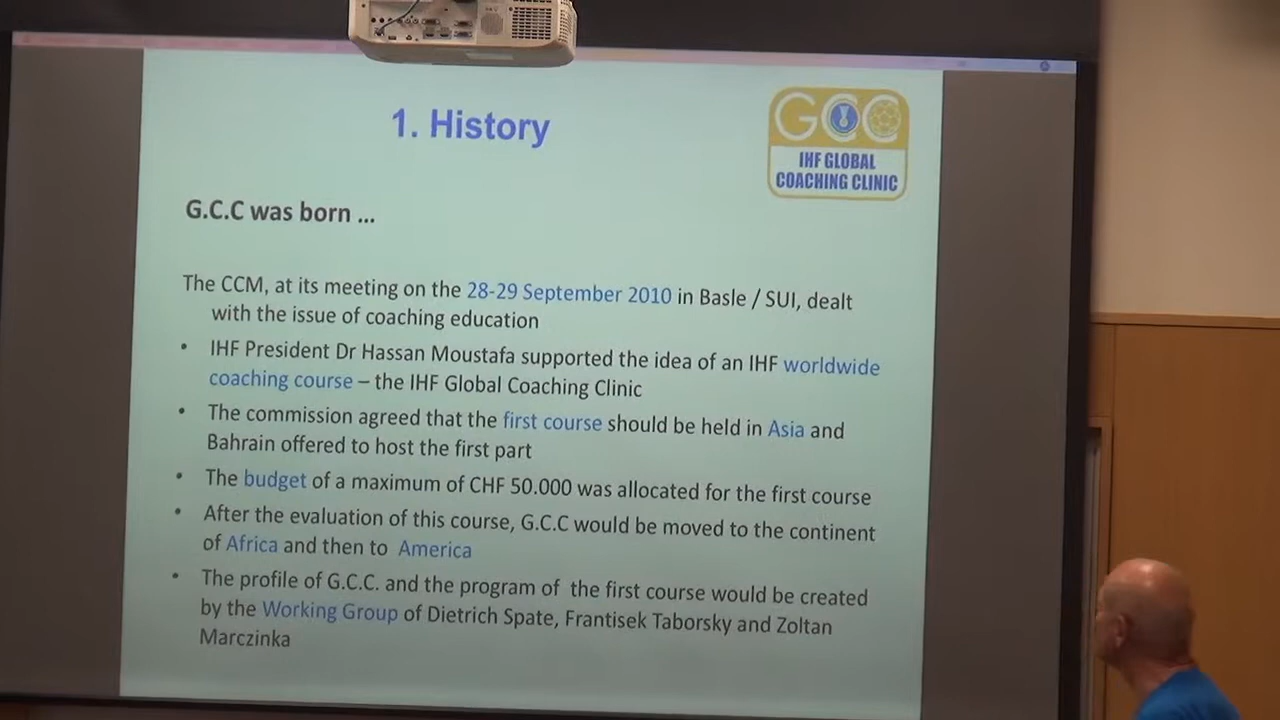 1. History
GCC
IHF GLOBAL
COACHING CLINIC
G.C.C was born ...
The CCM, at its meeting on the 28-29 September 2010 in Basle / SUI, dealt
with the issue of coaching education
• IHF President Dr Hassan Moustafa supported the idea of an IHF worldwide
coaching course – the IHF Global Coaching Clinic
• The commission agreed that the first course should be held in Asia and
Bahrain offered to host the first part
• The budget of a maximum of CHF 50.000 was allocated for the first course
• After the evaluation of this course, G.C.C would be moved to the continent
of Africa and then to America
• The profile of G.C.C. and the program of the first course would be created
by the Working Group of Dietrich Spate, Frantisek Taborsky and Zoltan
Marczinka